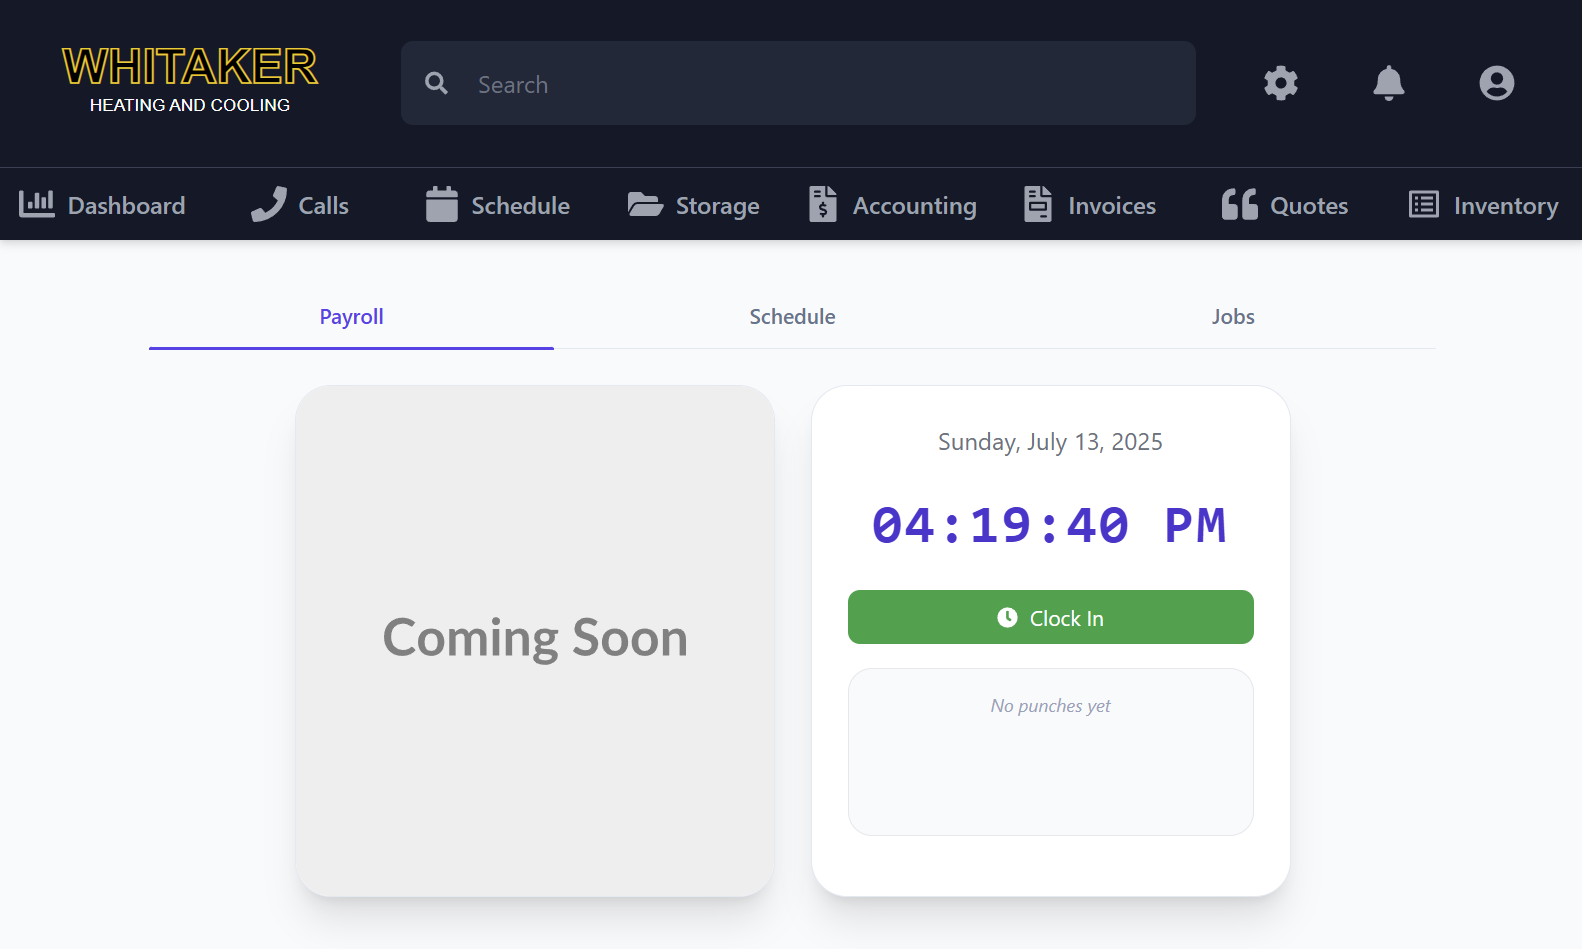 WHITAKER
HEATING AND COOLING
Search
Dashboard
Calls
Schedule
Storage
Accounting
Invoices
Quotes
Inventory
Payroll
Schedule
Jobs
Coming Soon
Sunday, July 13, 2025
04:19:40 PM
Clock In
No punches yet